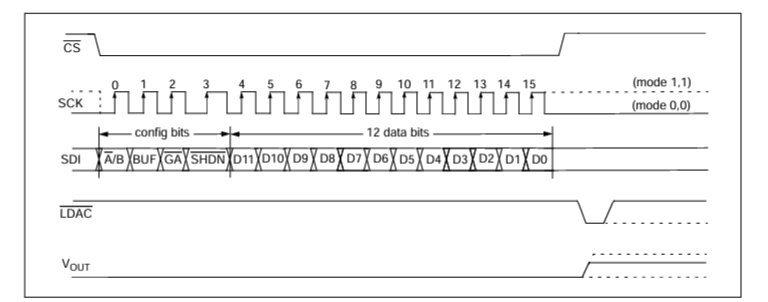 CS
0 1 2 3 4 5 6 7 8 9 10 11 12 13 14 15 (mode 1,1)
SCK (mode 0,0)
config bits 12 data bits
SDI A/B BUF GA SHDN D11 D10 D9 D8 D7 D6 D5 D4 D3 D2 D1 D0
LDAC
VOUT